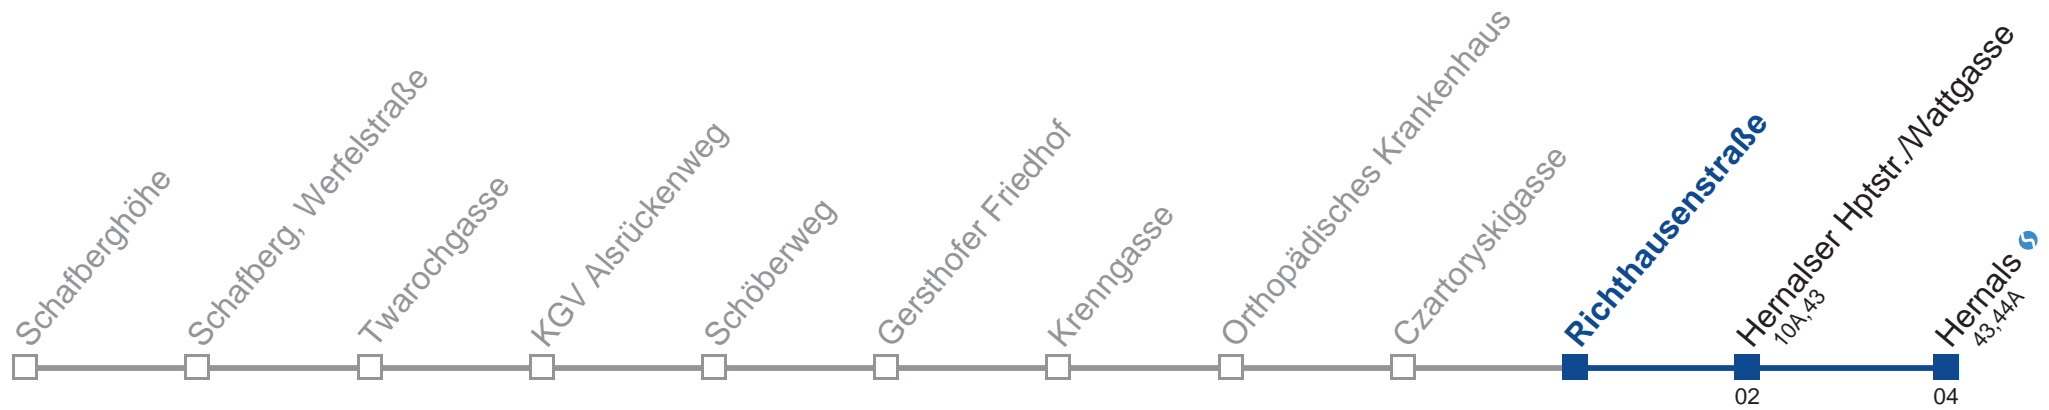 Schafberghöhe
Schafberg, Werfelstraße
Twarochgasse
KGV Alsrückenweg
Schöberweg
Gersthofer Friedhof
Krenngasse
Orthopädisches Krankenhaus
Czartoryskigasse
Richthausenstraße
Hernalser Hptstr./Wattgasse
10A,43
Hernals
43,44A
02
04